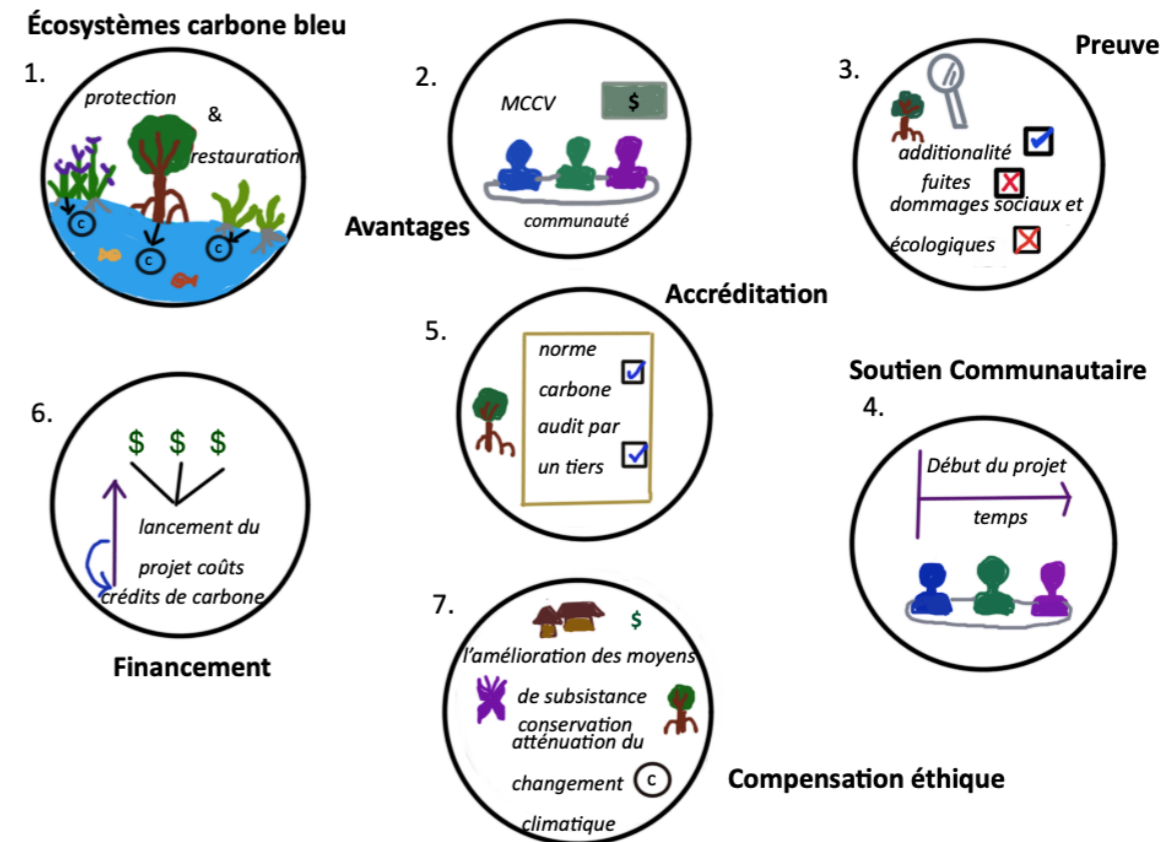 Écosystèmes carbone bleu
1.
protection
&
restauration
C
C
C
2.
MCCV
$
communauté
Avantages
Preuve
3.
additionalité
fuites
dommages sociaux et
écologiques
Accréditation
5.
norme
carbone
audit par
un tiers
Soutien Communautaire
4.
Début du projet
temps
6.
$ $ $
lancement du
projet coûts
crédits de carbone
Financement
7.
$
l'amélioration des moyens
de subsistance
conservation
atténuation du
changement
C
climatique
Compensation éthique